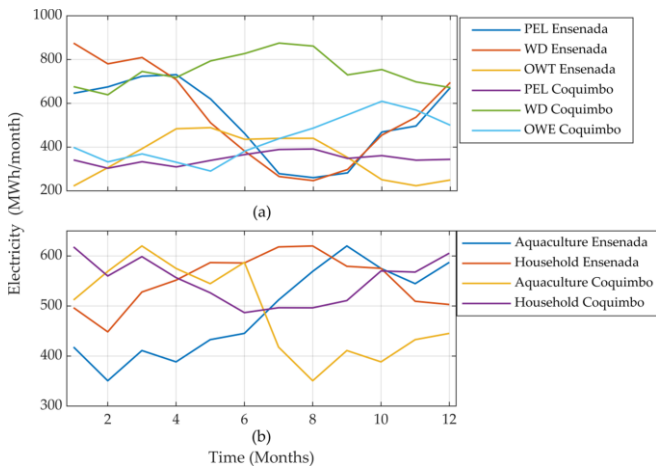 1000
800
600
400
200
(a)
PEL Ensenada
WD Ensenada
OWT Ensenada
PEL Coquimbo
WD Coquimbo
OWE Coquimbo
Electricity (MWh/month)
600
500
400
300
2
4
6
8
10
12
(b)
Time (Months)
Aquaculture Ensenada
Household Ensenada
Aquaculture Coquimbo
Household Coquimbo